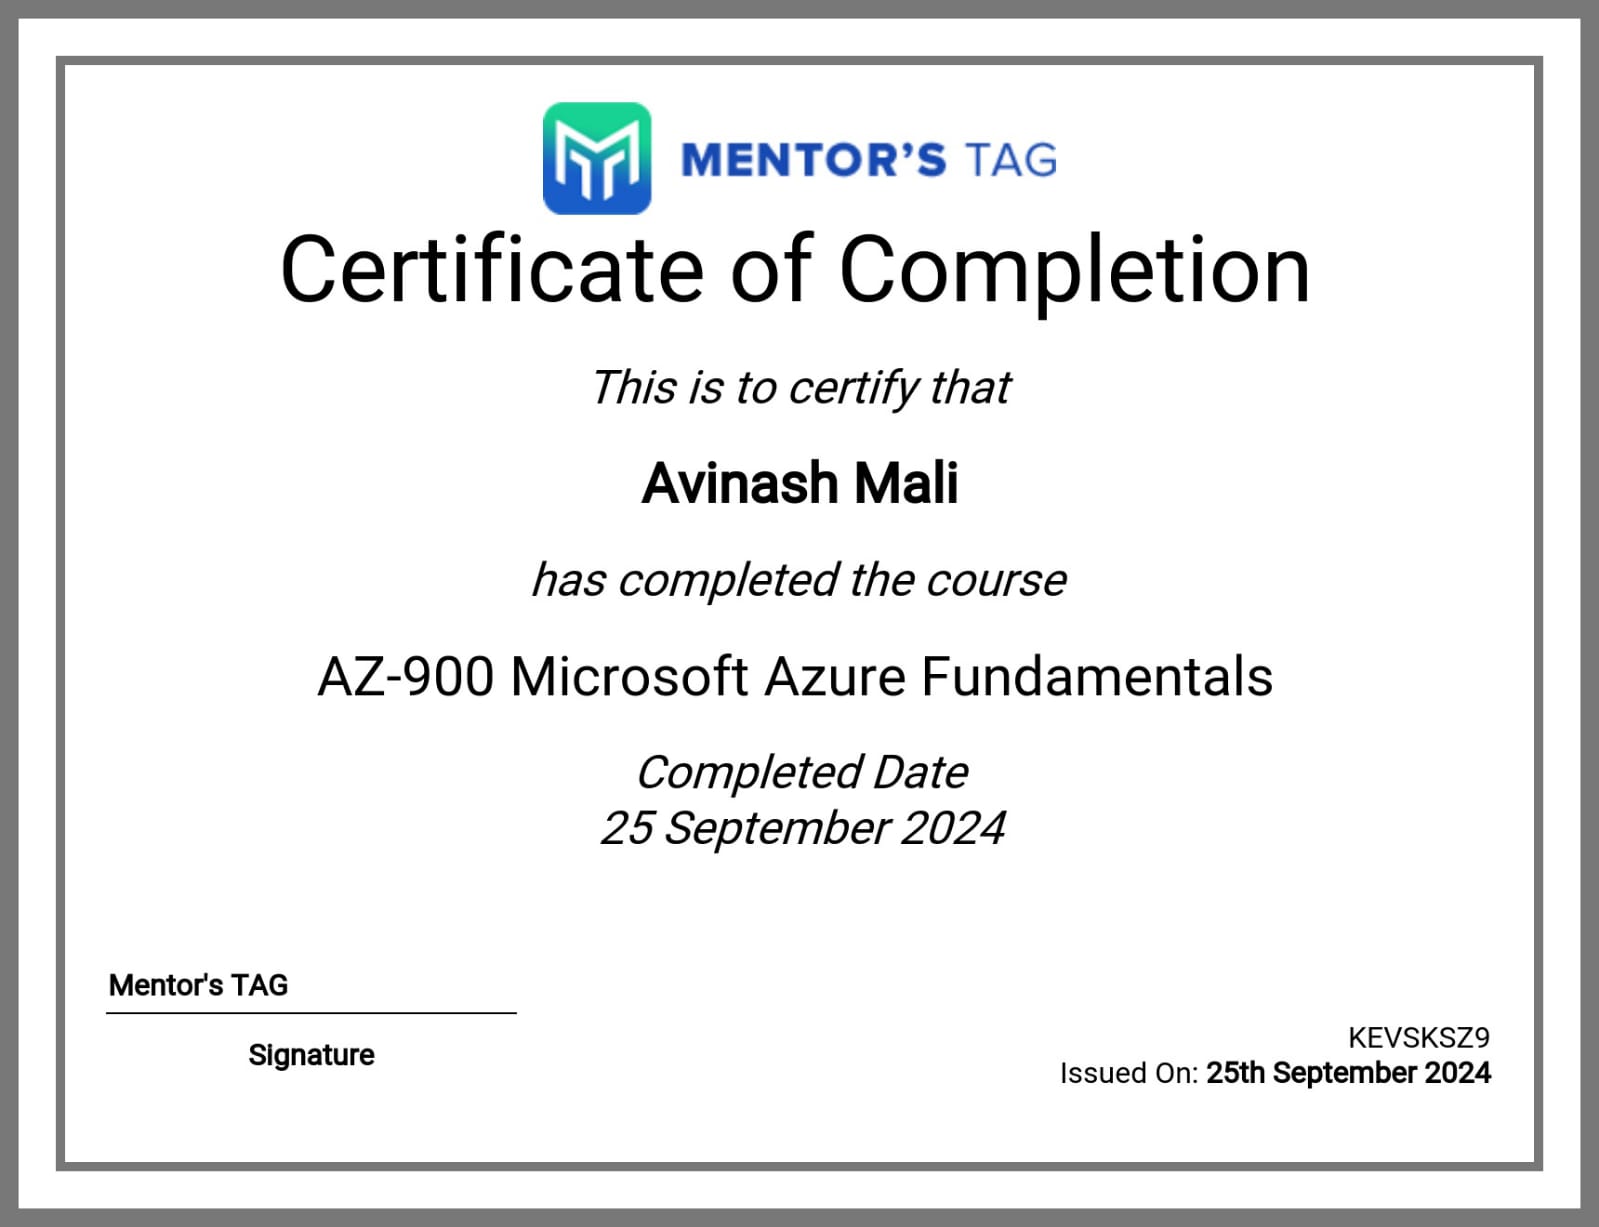 MENTOR’S TAG
Certificate of Completion
This is to certify that
Avinash Mali
has completed the course
AZ-900 Microsoft Azure Fundamentals
Completed Date
25 September 2024
Mentor's TAG
Signature
KEVSKSZ9
Issued On: 25th September 2024